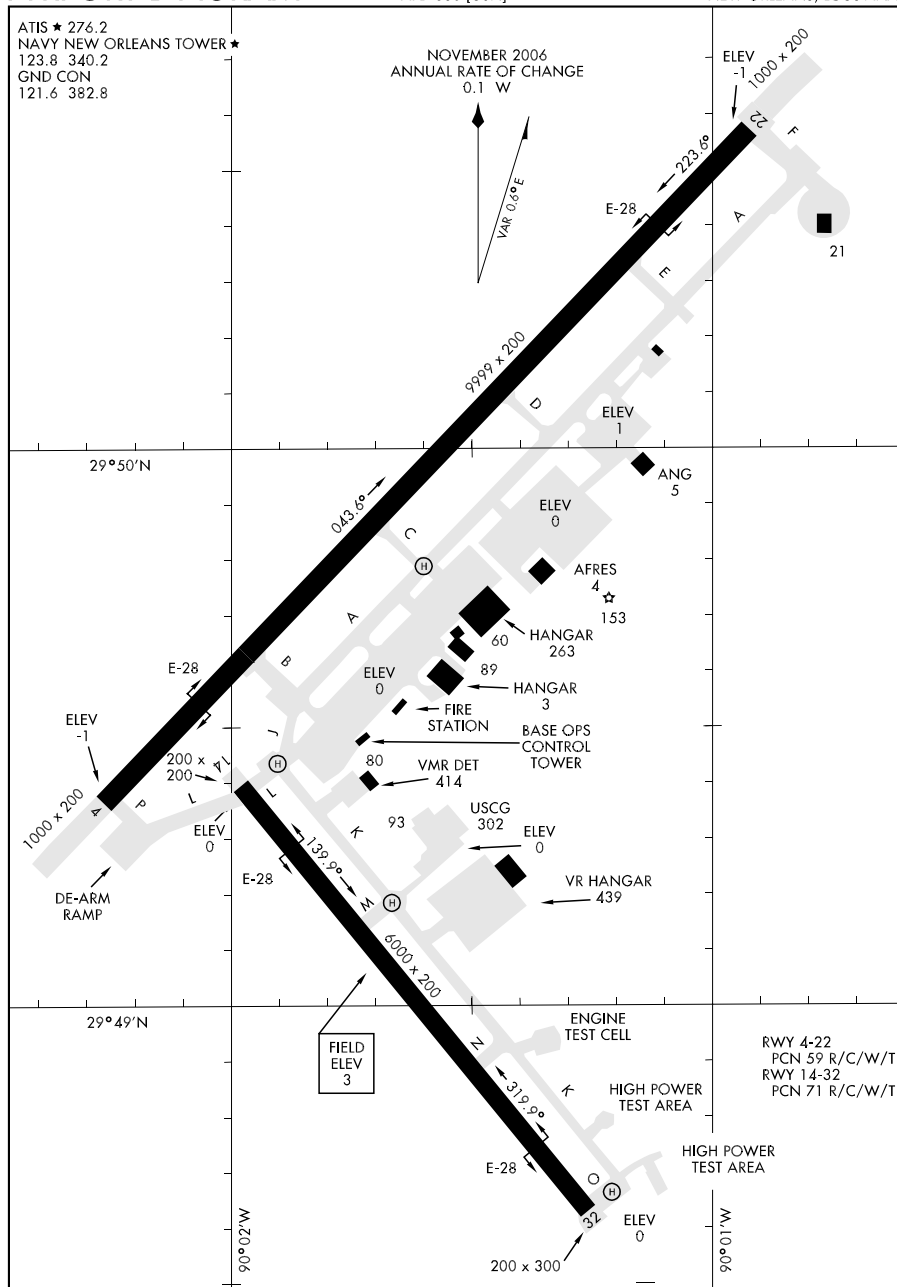 ATIS ★ 276.2
NAVY NEW ORLEANS TOWER ★
123.8 340.2
GND CON
121.6 382.8
NOVEMBER 2006
ANNUAL RATE OF CHANGE
0.1 W
VAR 0.6° E
ELEV
-1
1000 x 200
22
F
223.6°
E-28
A
21
E
9999 x 200
D
ELEV
1
29°50'N
ANG
5
043.6°
ELEV
0
C
H
AFRES
4
153
A
60
HANGAR
263
B
89
E-28
ELEV
0
HANGAR
3
FIRE
STATION
ELEV
-1
J
BASE OPS
CONTROL
TOWER
200 x
200
14
H
80
VMR DET
414
1000 x 200
4
P
L
L
ELEV
0
K
93
USCG
302
ELEV
0
139.9°
E-28
VR HANGAR
439
DE-ARM
RAMP
M
H
6000 x 200
29°49'N
ENGINE
TEST CELL
FIELD
ELEV
3
N
RWY 4-22
PCN 59 R/C/W/T
RWY 14-32
PCN 71 R/C/W/T
319.9°
K
HIGH POWER
TEST AREA
HIGH POWER
TEST AREA
E-28
O
H
32
ELEV
0
90°02'W
90°01'W
200 x 300